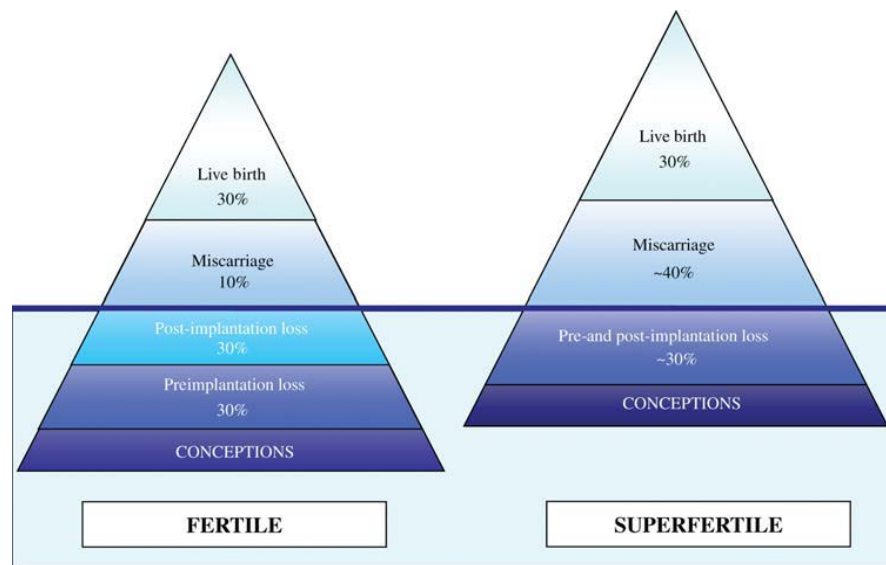 Live birth
30%
Miscarriage
10%
Post-implantation loss
30%
Preimplantation loss
30%
CONCEPTIONS
FERTILE
Live birth
30%
Miscarriage
~40%
Pre-and post-implantation loss
~30%
CONCEPTIONS
SUPERFERTILE